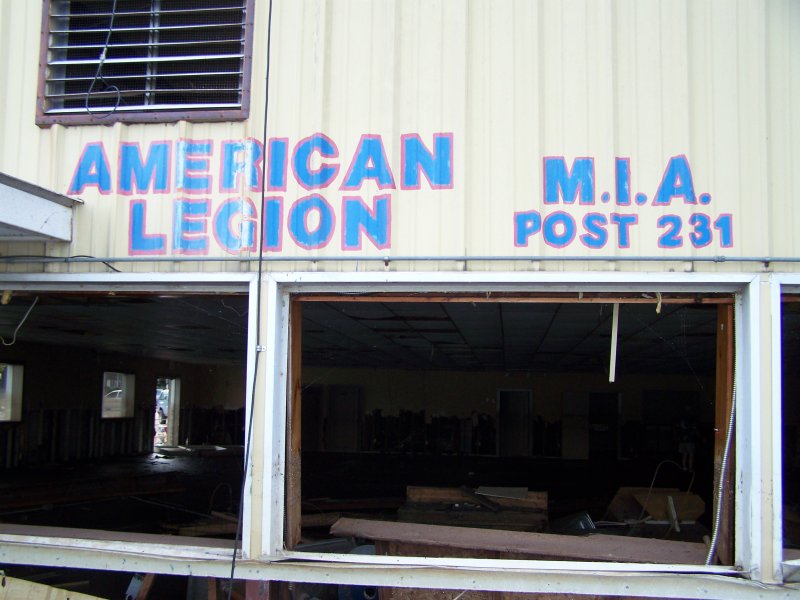 AMERICAN
LEGION
M.I.A.
POST 231